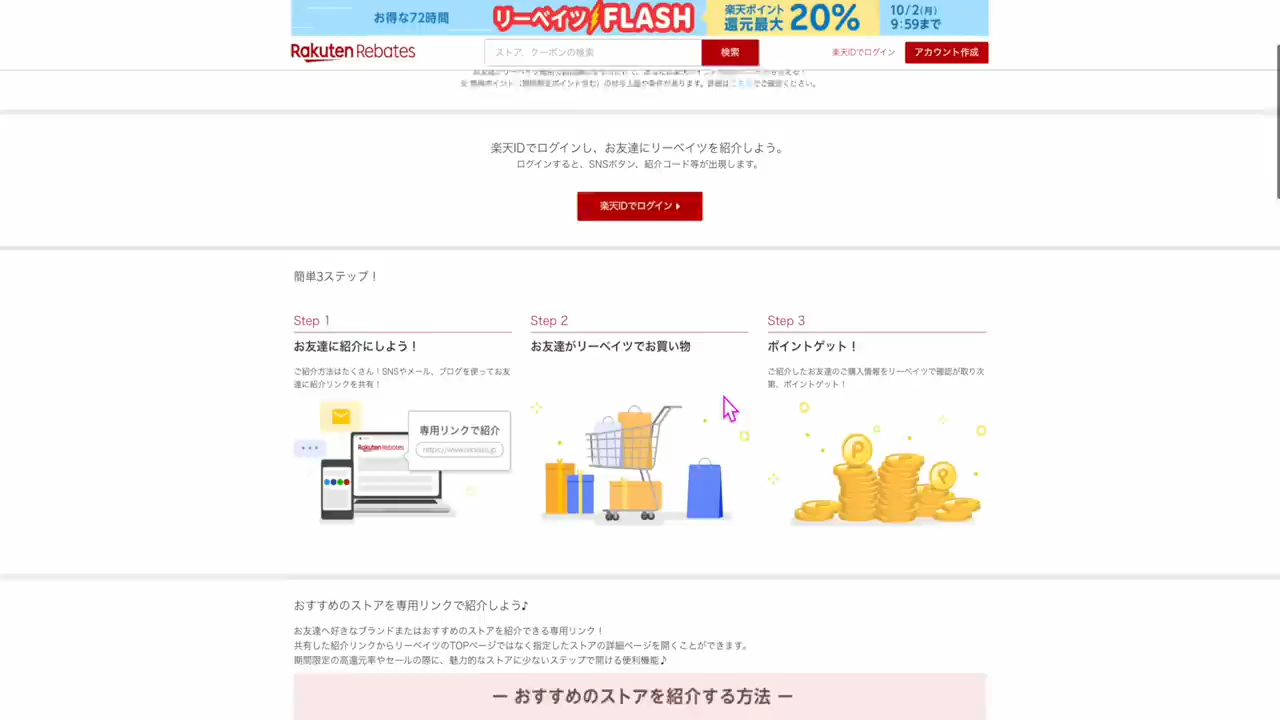 お得な72時間
リーベイツ FLASH
楽天ポイント
還元最大 20%
10/2(月)
9:59まで
Rakuten Rebates
ストア、クーポンの検索
検索
楽天IDでログイン
アカウント作成
楽天IDでログインし、お友達にリーベイツを紹介しよう。
ログインすると、SNSボタン、紹介コード等が出現します。
楽天IDでログイン
簡単3ステップ！
Step 1
お友達に紹介にしよう！
ご紹介方法はたくさん！SNSやメール、ブログを使ってお友
達に紹介リンクを共有！
Rakuten Rebates
専用リンクで紹介
Step 2
お友達がリーベイツでお買い物
Step 3
ポイントゲット！
ご紹介したお友達のご購入情報をリーベイツで確認が取り次
第、ポイントゲット！
おすすめのストアを専用リンクで紹介しよう♪
お友達へ好きなブランドまたはおすすめのストアを紹介できる専用リンク！
共有した紹介リンクからリーベイツのTOPページではなく指定したストアの詳細ページを開くことができます。
期間限定の高還元率やセールの際に、魅力的なストアに少ないステップで開ける便利機能♪
ー おすすめのストアを紹介する方法 ー